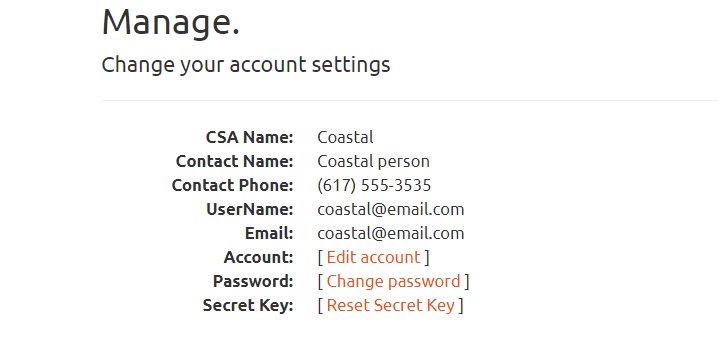 Manage.
Change your account settings
CSA Name: Coastal
Contact Name: Coastal person
Contact Phone: (617) 555-3535
UserName: coastal@email.com
Email: coastal@email.com
Account: [ Edit account ]
Password: [ Change password ]
Secret Key: [ Reset Secret Key ]